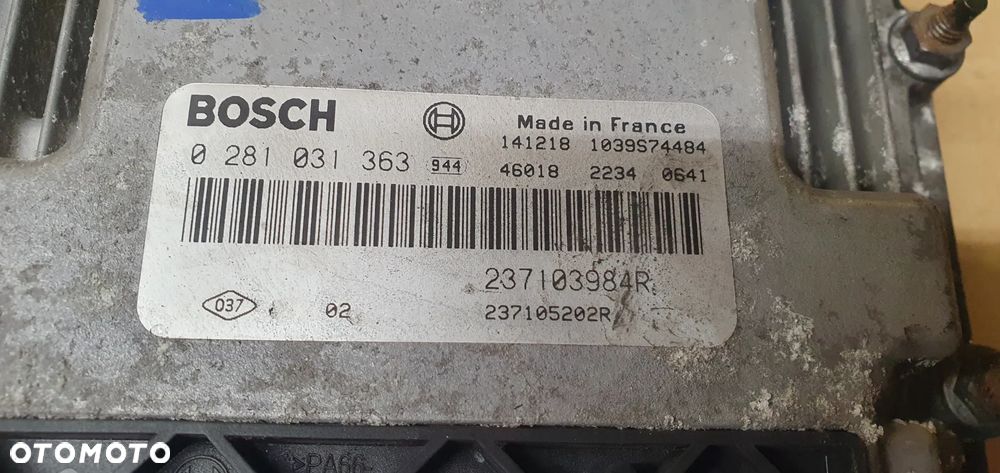 BOSCH
Made in France
141218 1039S74484
0 281 031 363 944
46018 2234 0641
237103984R
037 02
237105202R
>PA66-
OTOMOTO